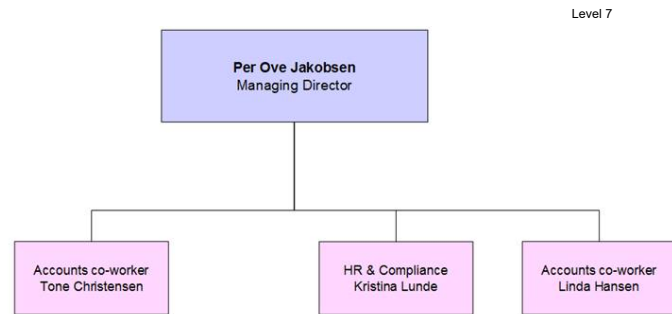 Level 7
Per Ove Jakobsen
Managing Director
Accounts co-worker
Tone Christensen
HR & Compliance
Kristina Lunde
Accounts co-worker
Linda Hansen